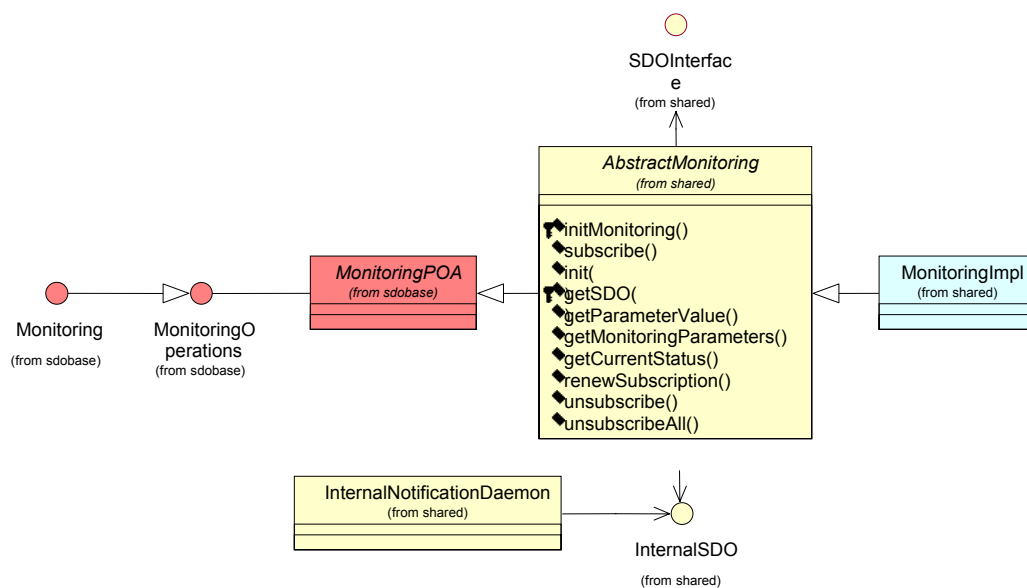 SDOInterfac
e
(from shared)
AbstractMonitoring
(from shared)
initMonitoring()
subscribe()
init(
)
getSDO(
)
getParameterValue()
getMonitoringParameters()
getCurrentStatus()
renewSubscription()
unsubscribe()
unsubscribeAll()
MonitoringPOA
(from sdobase)
MonitoringImpl
(from shared)
Monitoring
(from sdobase)
MonitoringO
perations
(from sdobase)
InternalNotificationDaemon
(from shared)
InternalSDO
(from shared)